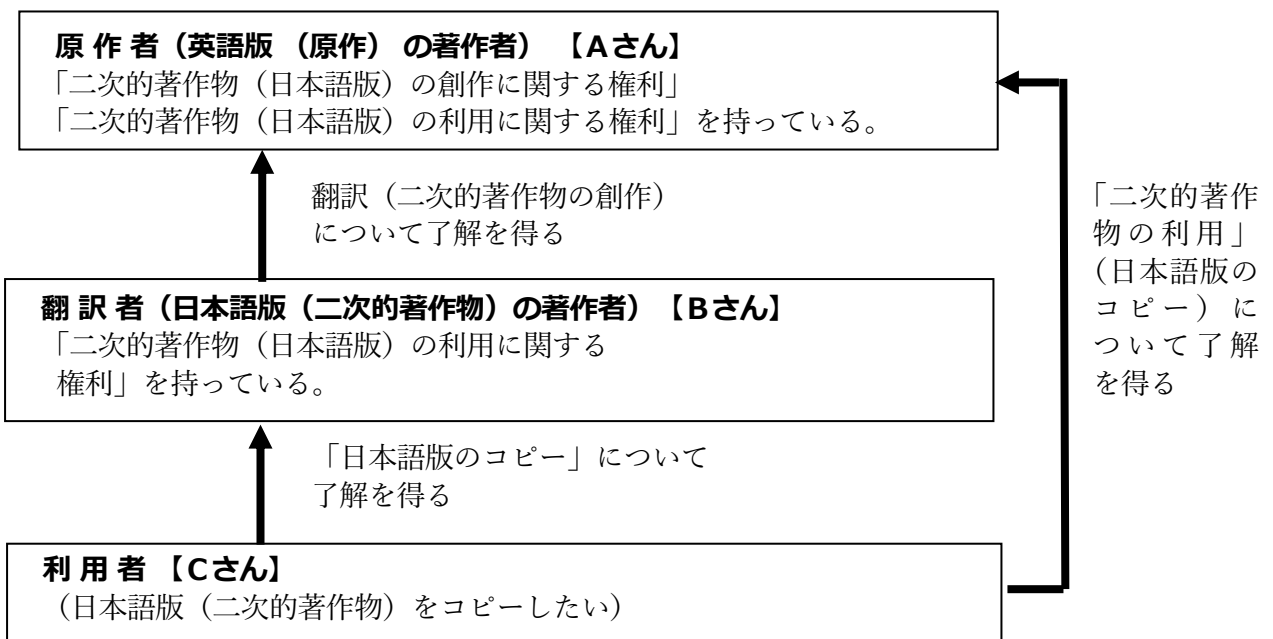 原 作 者（英語版 （原作） の著作者） 【Aさん】
「二次的著作物（日本語版）の創作に関する権利」
「二次的著作物（日本語版）の利用に関する権利」を持っている。
翻訳（二次的著作物の創作）
について了解を得る
「二次的著作
物の利用」
（日本語版の
コピー）に
ついて了解
を得る
翻 訳 者（日本語版（二次的著作物）の著作者）【Bさん】
「二次的著作物（日本語版）の利用に関する
権利」を持っている。
「日本語版のコピー」について
了解を得る
利 用 者 【Cさん】
（日本語版（二次的著作物）をコピーしたい）